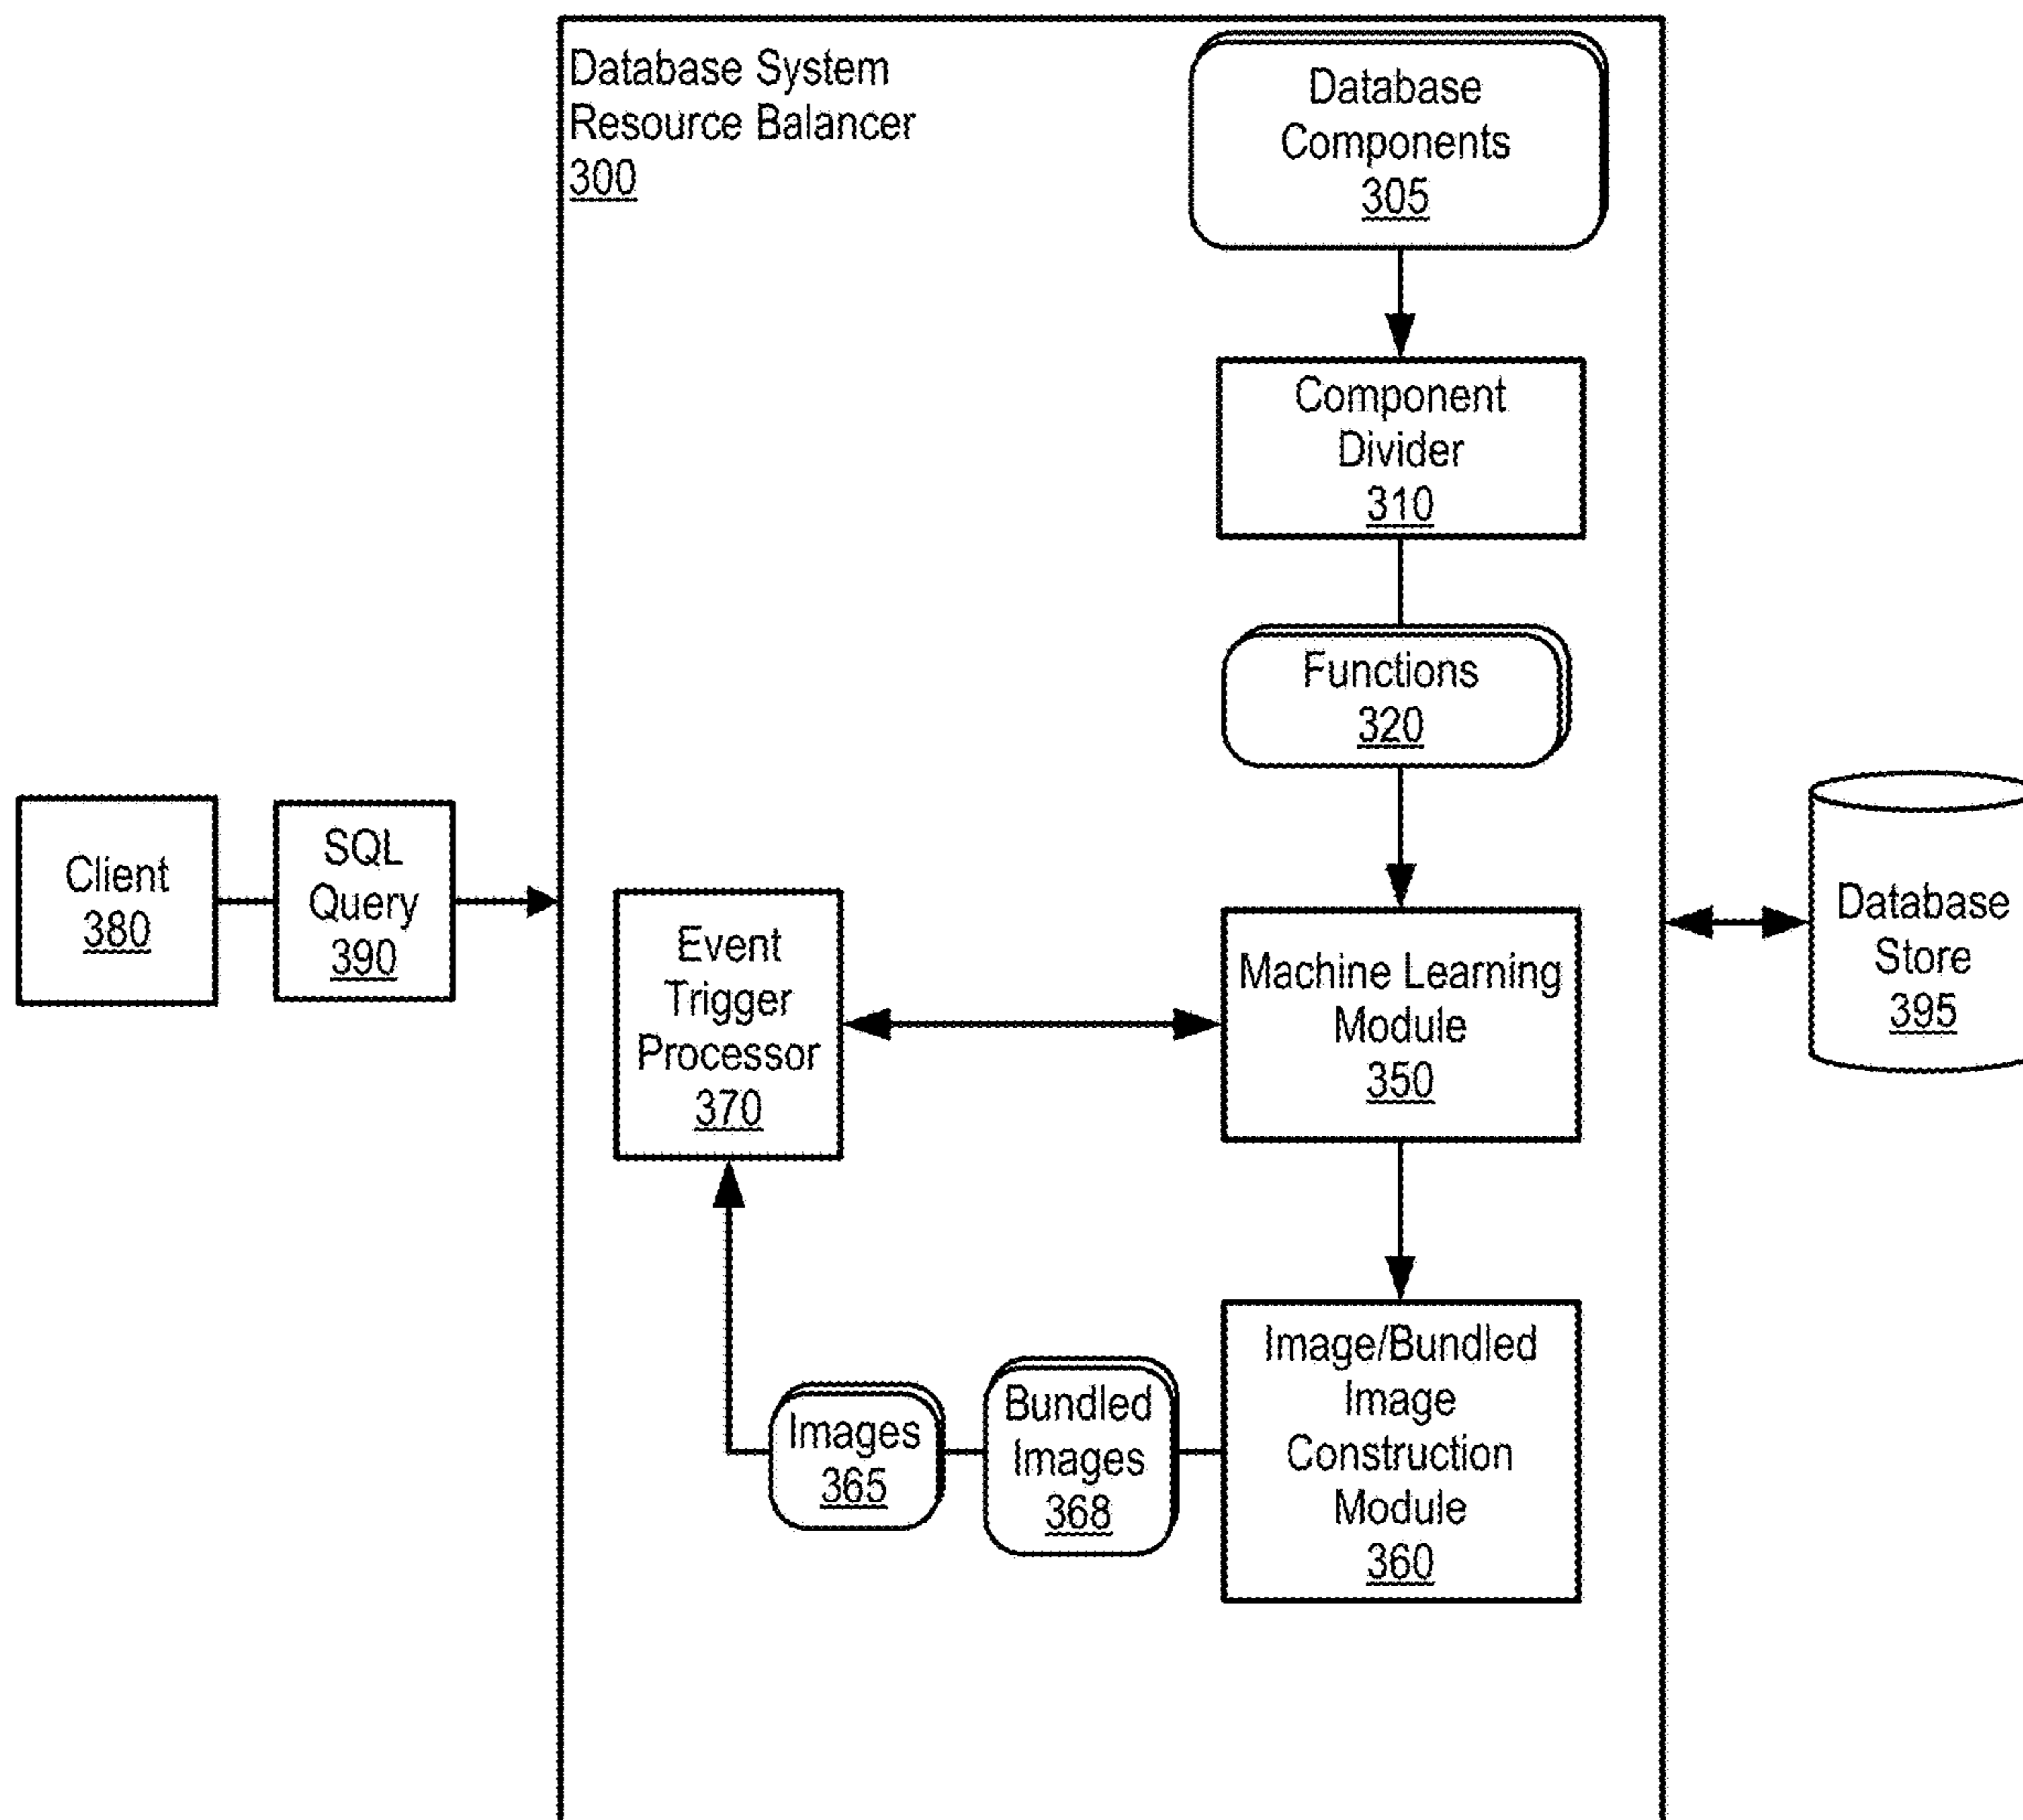 Database System
Resource Balancer
300
Database
Components
305
Component
Divider
310
Functions
320
Client
380
SQL
Query
390
Event
Trigger
Processor
370
Machine Learning
Module
350
Database
Store
395
Images
365
Bundled
Images
368
Image/Bundled
Image
Construction
Module
360